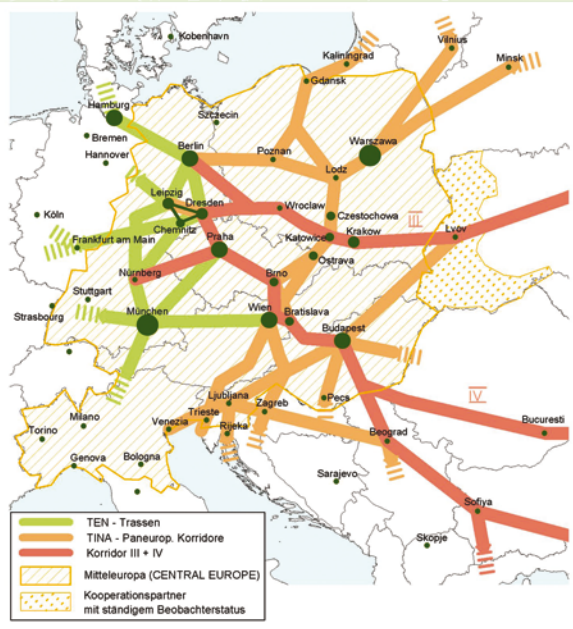 Kobenhavn
Vilnius
Kaliningrad
Minsk
Gdansk
Hamburg
Szczecin
Bremen
Warszawa
Hannover
Berlin
Poznan
Lodz
Leipzig
Dresden
Wroclaw
Köln
Czestochowa
III
Chemnitz
Frankfurt am Main
Praha
Katowice
Krakow
Lvov
Ostrava
Nürnberg
Brno
Stuttgart
Strasbourg
München
Wien
Bratislava
Budapest
Ljubljana
Zagreb
Pecs
IV
Milano
Venezia
Trieste
Rijeka
Torino
Beograd
Bucuresti
Genova
Bologna
Sarajevo
Sofiya
Skopje
TEN - Trassen
TINA - Paneurop. Korridore
Korridor III + IV
Mitteleuropa (CENTRAL EUROPE)
Kooperationspartner
mit ständigem Beobachterstatus